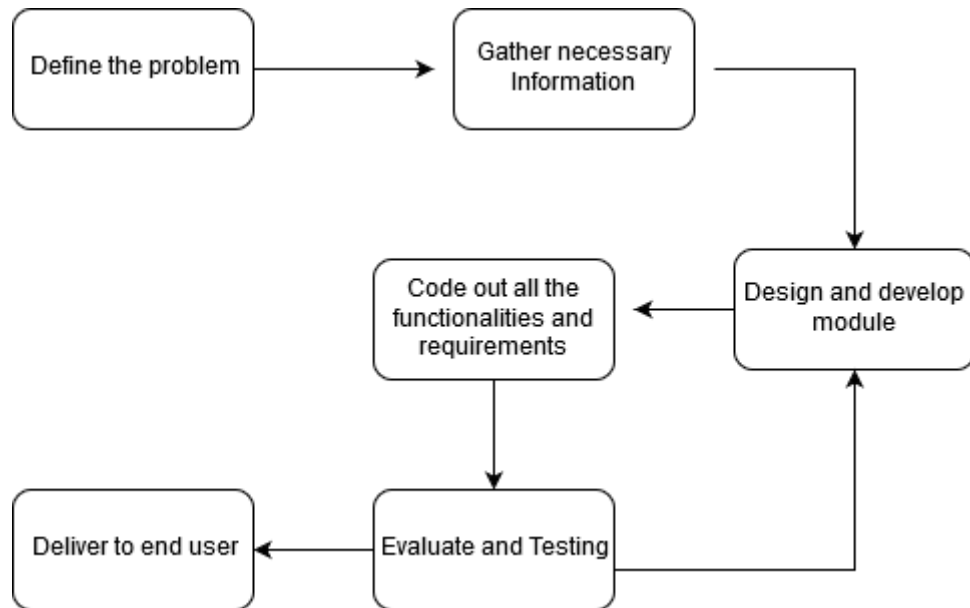 Define the problem
Gather necessary
Information
Design and develop
module
Code out all the
functionalities and
requirements
Evaluate and Testing
Deliver to end user